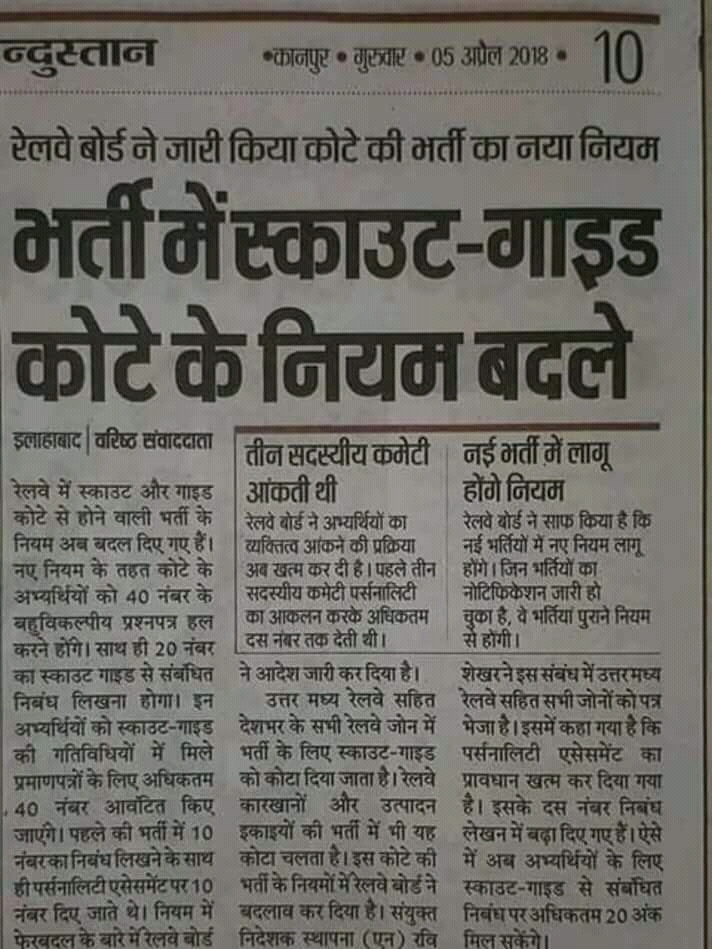 न्दुस्तान
•कानपुर • गुरुवार • 05 अप्रैल 2018 •
10
रेलवे बोर्ड ने जारी किया कोटे की भर्ती का नया नियम
भर्ती में स्काउट-गाइड
कोटे के नियम बदले
इलाहाबाद | वरिष्ठ संवाददाता
रेलवे में स्काउट और गाइड
कोटे से होने वाली भर्ती के
नियम अब बदल दिए गए हैं।
नए नियम के तहत कोटे के
अभ्यर्थियों को 40 नंबर के
बहुविकल्पीय प्रश्नपत्र हल
करने होंगे। साथ ही 20 नंबर
का स्काउट गाइड से संबंधित
निबंध लिखना होगा। इन
अभ्यर्थियों को स्काउट-गाइड
की गतिविधियों में मिले
प्रमाणपत्रों के लिए अधिकतम
40 नंबर आवंटित किए
जाएंगे। पहले की भर्ती में 10
नंबर का निबंध लिखने के साथ
ही पर्सनालिटी एसेसमेंट पर 10
नंबर दिए जाते थे। नियम में
फेरबदल के बारे में रेलवे बोर्ड
तीन सदस्यीय कमेटी
आंकती थी
रेलवे बोर्ड ने अभ्यर्थियों का
व्यक्तित्व आंकने की प्रक्रिया
अब खत्म कर दी है। पहले तीन
सदस्यीय कमेटी पर्सनालिटी
का आकलन करके अधिकतम
दस नंबर तक देती थी।
नई भर्ती में लागू
होंगे नियम
रेलवे बोर्ड ने साफ किया है कि
नई भर्तियों में नए नियम लागू
होंगे। जिन भर्तियों का
नोटिफिकेशन जारी हो
चुका है, वे भर्तियां पुराने नियम
से होंगी।
ने आदेश जारी कर दिया है।
उत्तर मध्य रेलवे सहित
देशभर के सभी रेलवे जोन में
भर्ती के लिए स्काउट-गाइड
को कोटा दिया जाता है। रेलवे
कारखानों और उत्पादन
इकाइयों की भर्ती में भी यह
कोटा चलता है। इस कोटे की
भर्ती के नियमों में रेलवे बोर्ड ने
बदलाव कर दिया है। संयुक्त
निदेशक स्थापना (एन) रवि
शेखर ने इस संबंध में उत्तर मध्य
रेलवे सहित सभी जोनों को पत्र
भेजा है। इसमें कहा गया है कि
पर्सनालिटी एसेसमेंट का
प्रावधान खत्म कर दिया गया
है। इसके दस नंबर निबंध
लेखन में बढ़ा दिए गए हैं। ऐसे
में अब अभ्यर्थियों के लिए
स्काउट-गाइड से संबंधित
निबंध पर अधिकतम 20 अंक
मिल सकेंगे।